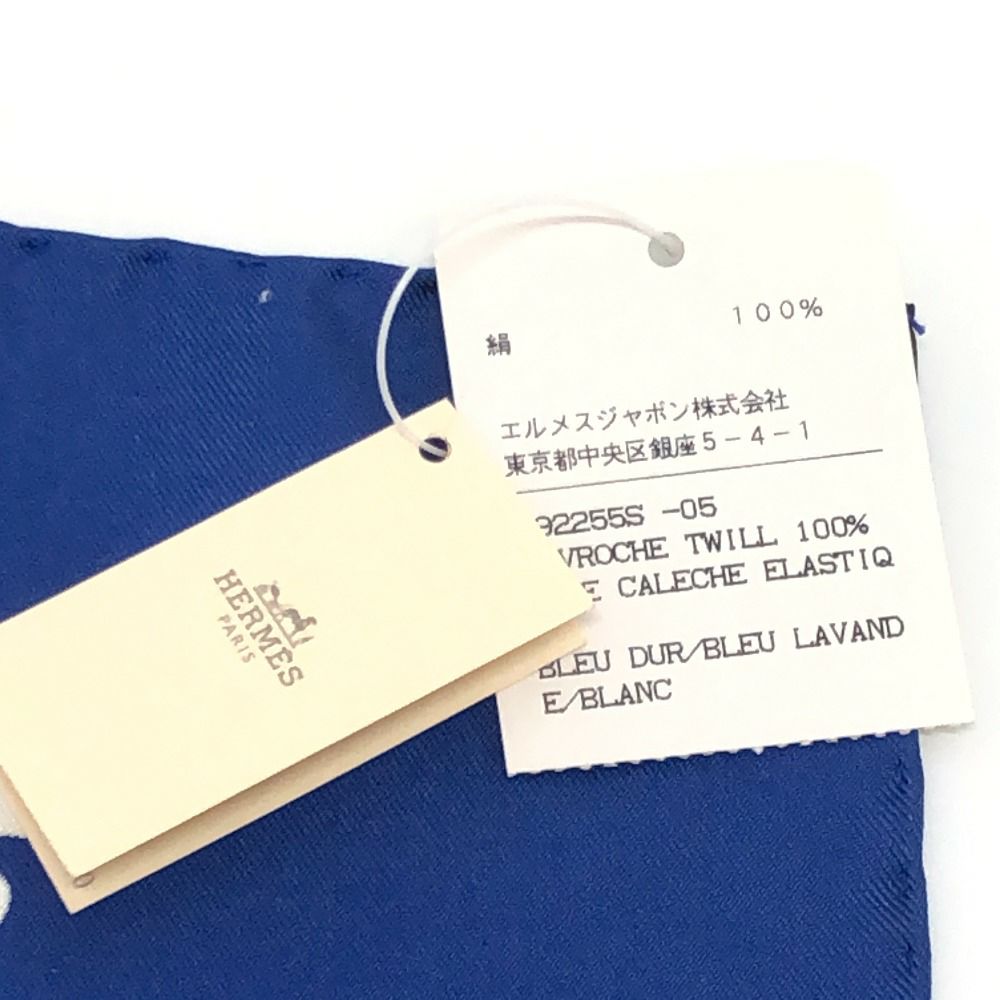 絹 100%
エルメスジャポン株式会社
東京都中央区銀座5-4-1
92255S -05
VROCHE TWILL 100%
E CALECHE ELASTIQ
BLEU DUR/BLEU LAVAND
E/BLANC
HERMES
PARIS